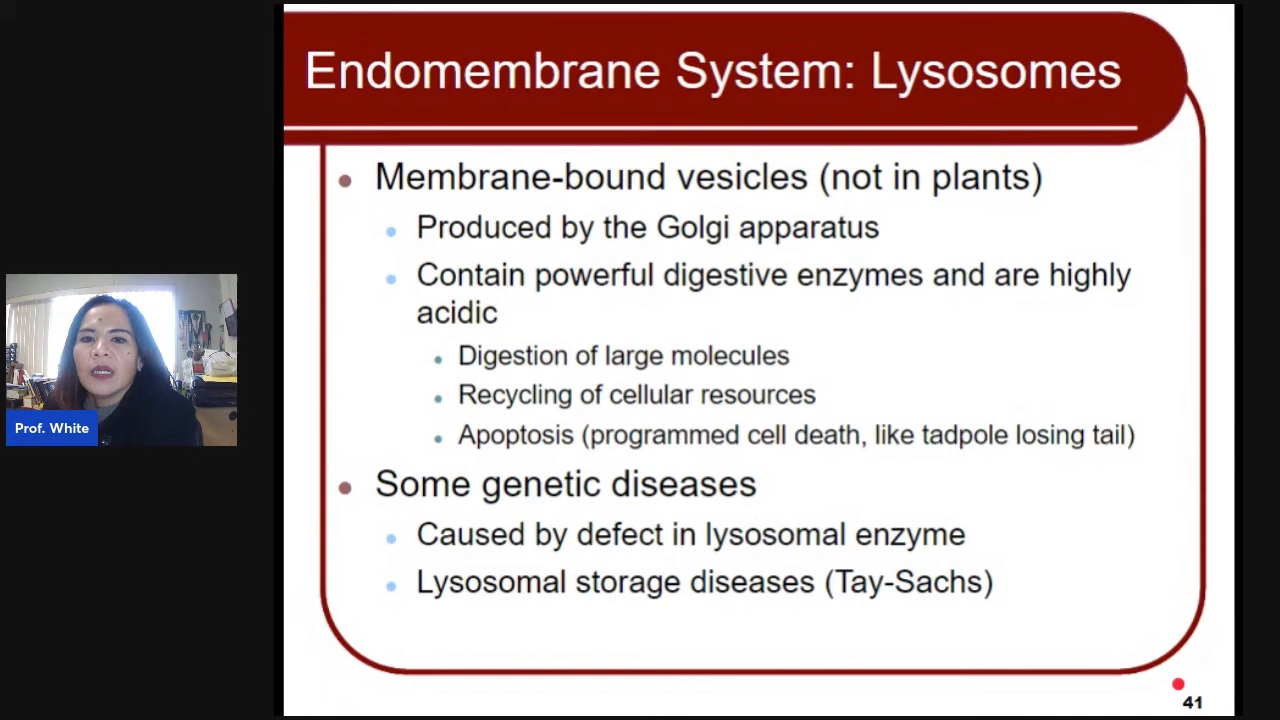 Endomembrane System: Lysosomes
Membrane-bound vesicles (not in plants)
Produced by the Golgi apparatus
Contain powerful digestive enzymes and are highly
acidic
Digestion of large molecules
Recycling of cellular resources
Apoptosis (programmed cell death, like tadpole losing tail)
Some genetic diseases
Caused by defect in lysosomal enzyme
Lysosomal storage diseases (Tay-Sachs)
Prof. White
41